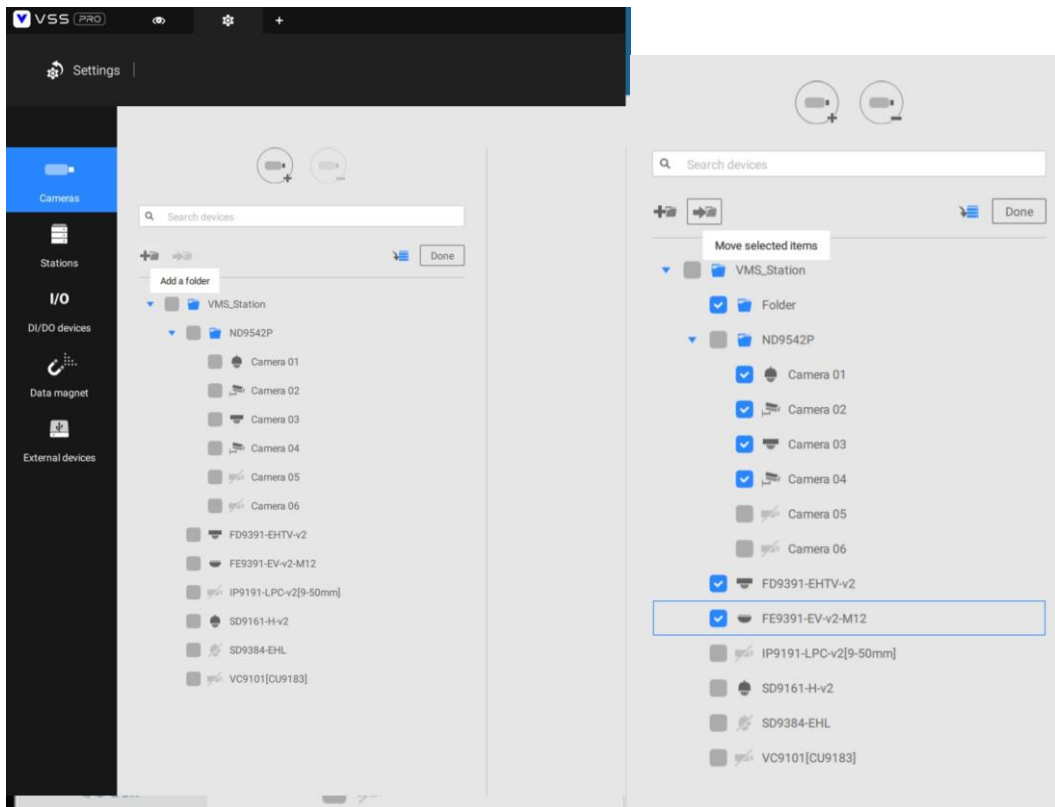 VSS PRO
Settings
Cameras
Stations
I/O
DI/DO devices
Data magnet
External devices
Search devices
Done
Add a folder
VMS_Station
ND9542P
Camera 01
Camera 02
Camera 03
Camera 04
Camera 05
Camera 06
FD9391-EHTV-v2
FE9391-EV-v2-M12
IP9191-LPC-v2[9-50mm]
SD9161-H-v2
SD9384-EHL
VC9101[CU9183]
Search devices
Done
Move selected items
VMS_Station
Folder
ND9542P
Camera 01
Camera 02
Camera 03
Camera 04
Camera 05
Camera 06
FD9391-EHTV-v2
FE9391-EV-v2-M12
IP9191-LPC-v2[9-50mm]
SD9161-H-v2
SD9384-EHL
VC9101[CU9183]